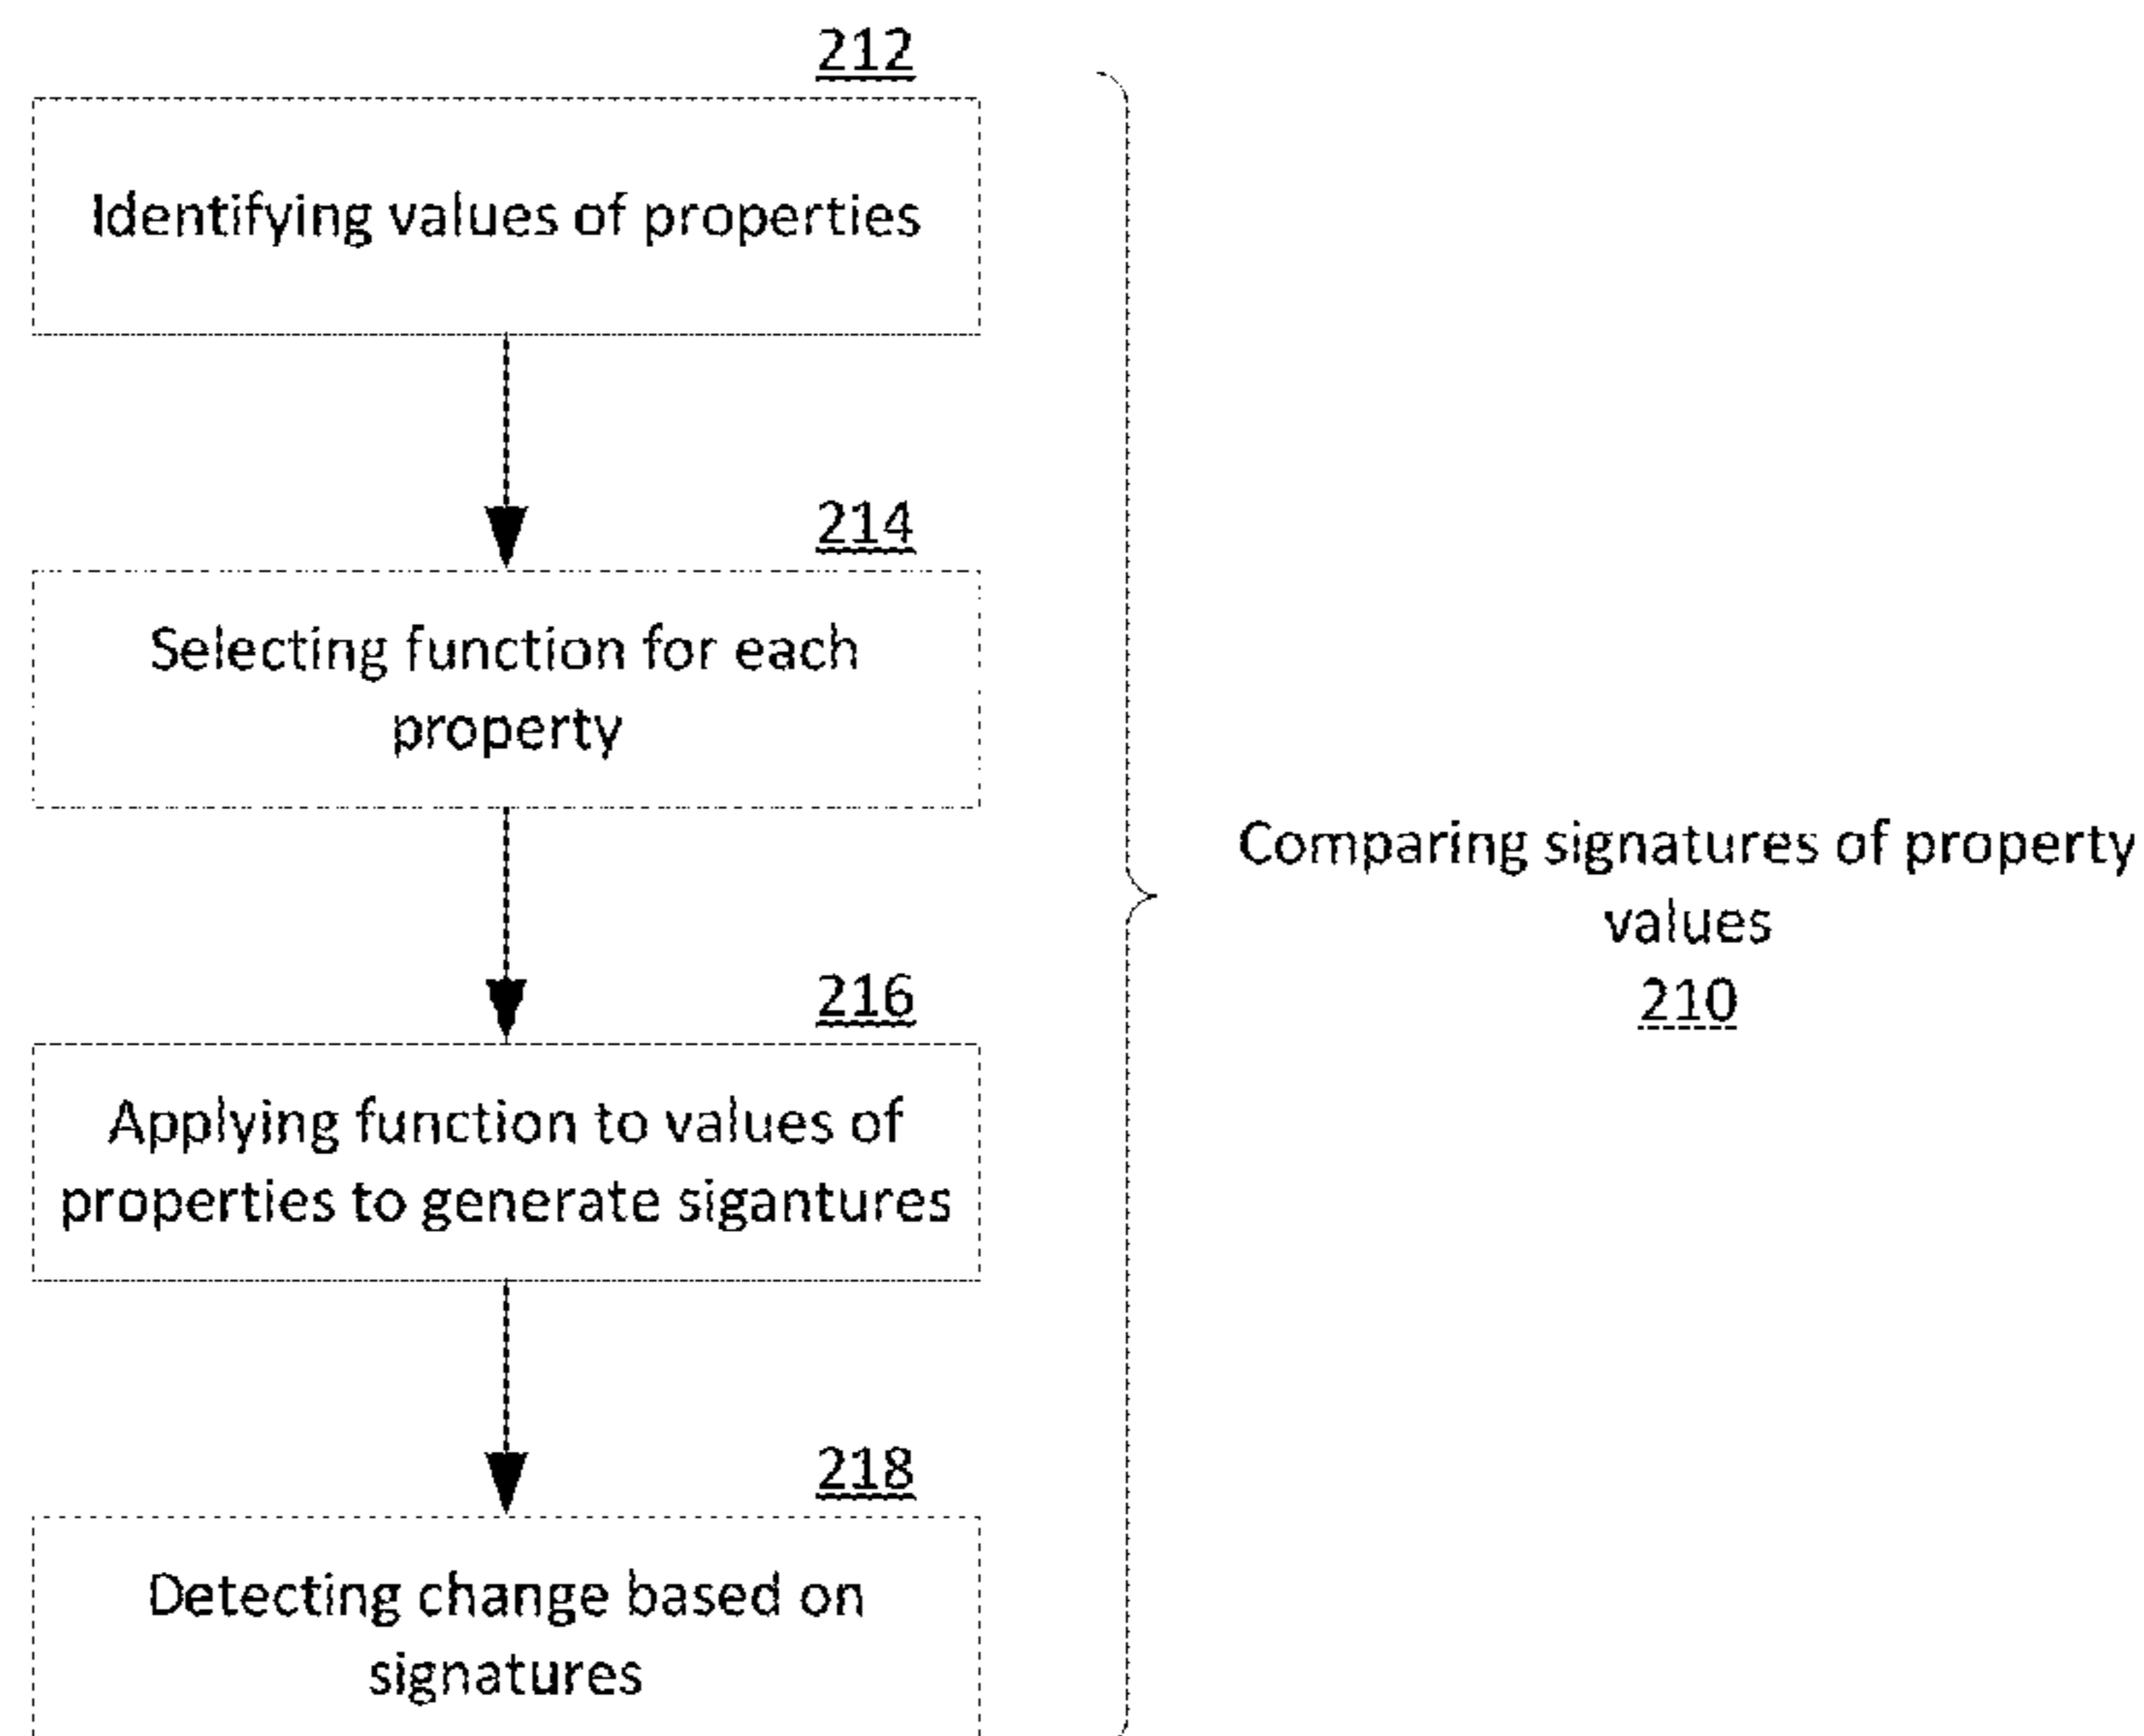 212
Identifying values of properties
214
Selecting function for each
property
216
Applying function to values of
properties to generate sigantures
218
Detecting change based on
signatures
Comparing signatures of property
values
210